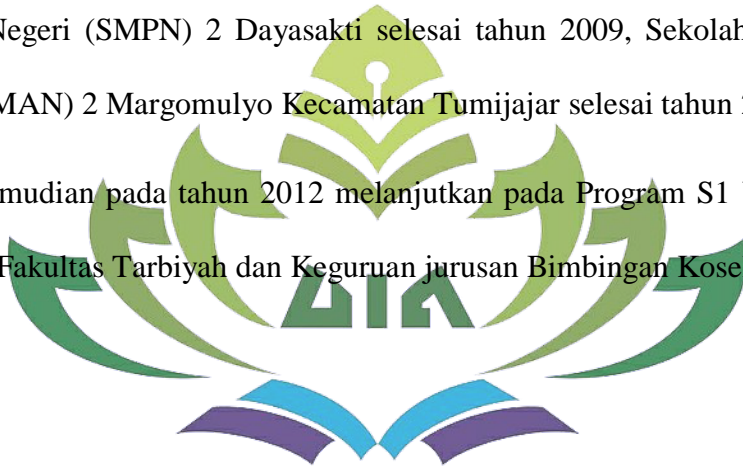 Negeri (SMPN) 2 Dayasakti selesai tahun 2009, Sekolah
MAN) 2 Margomulyo Kecamatan Tumijajar selesai tahun
mudian pada tahun 2012 melanjutkan pada Program S1
Fakultas Tarbiyah dan Keguruan jurusan Bimbingan Kose